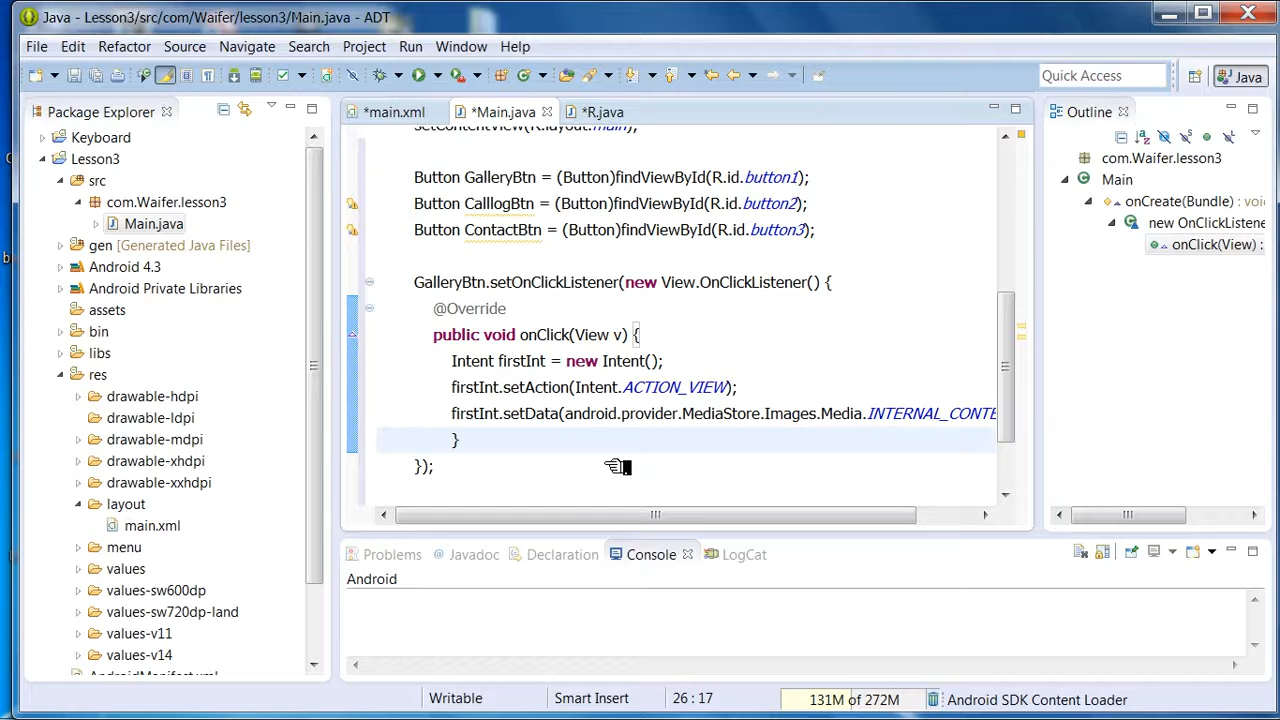 Java - Lesson3/src/com/Waifer/lesson3/Main.java - ADT
File Edit Refactor Source Navigate Search Project Run Window Help
Quick Access
Java
Package Explorer
Keyboard
Lesson3
src
com.Waifer.lesson3
Main.java
gen [Generated Java Files]
Android 4.3
Android Private Libraries
assets
bin
libs
res
drawable-hdpi
drawable-ldpi
drawable-mdpi
drawable-xhdpi
drawable-xxhdpi
layout
main.xml
menu
values
values-sw600dp
values-sw720dp-land
values-v11
values-v14
AndroidManifest.xml
*main.xml
*Main.java
*R.java
setContentView(R.layout.main);
Button GalleryBtn = (Button)findViewById(R.id.button1);
Button CalllogBtn = (Button)findViewById(R.id.button2);
Button ContactBtn = (Button)findViewById(R.id.button3);
GalleryBtn.setOnClickListener(new View.OnClickListener() {
@Override
public void onClick(View v) {
Intent firstInt = new Intent();
firstInt.setAction(Intent.ACTION_VIEW);
firstInt.setData(android.provider.MediaStore.Images.Media.INTERNAL_CONTE
}
});
Outline
com.Waifer.lesson3
Main
onCreate(Bundle) : voi
new OnClickListene
onClick(View) :
Problems
@ Javadoc
Declaration
Console
LogCat
Android
Writable
Smart Insert
26 : 17
131M of 272M
Android SDK Content Loader